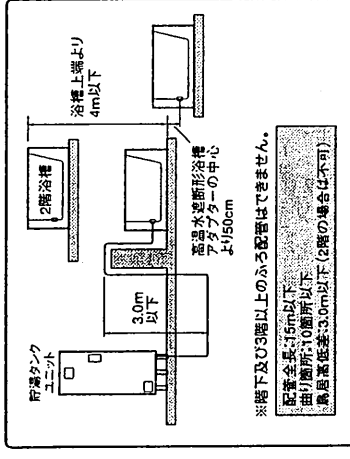 浴槽上端より
4m以下
2階浴槽
高温水遮断形浴槽
アダプターの中心
より50cm
3.0m
以下
貯湯タンク
ユニット
※階下及び3階以上のふろ配管はできません。
配管全長:15m以下
曲り箇所:10箇所以下
鳥居高低差:3.0m以下(2階の場合は不可)